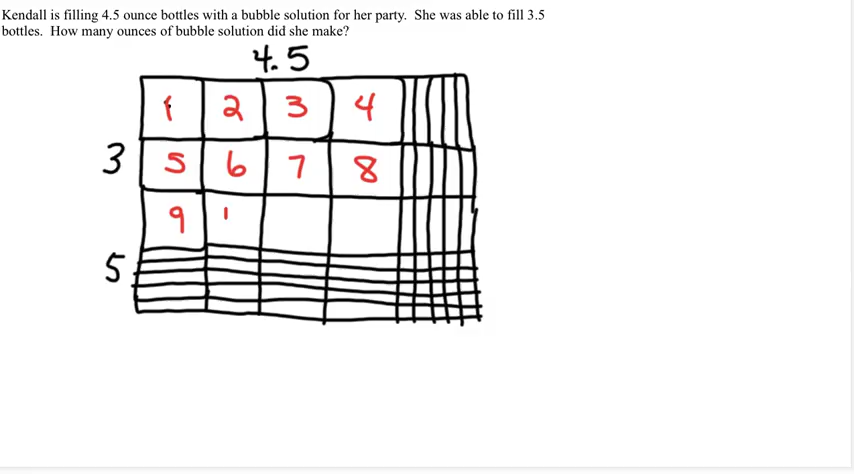 Kendall is filling 4.5 ounce bottles with a bubble solution for her party. She was able to fill 3.5
bottles. How many ounces of bubble solution did she make?
4.5
1 2 3 4
3 5 6 7 8
9 1
5